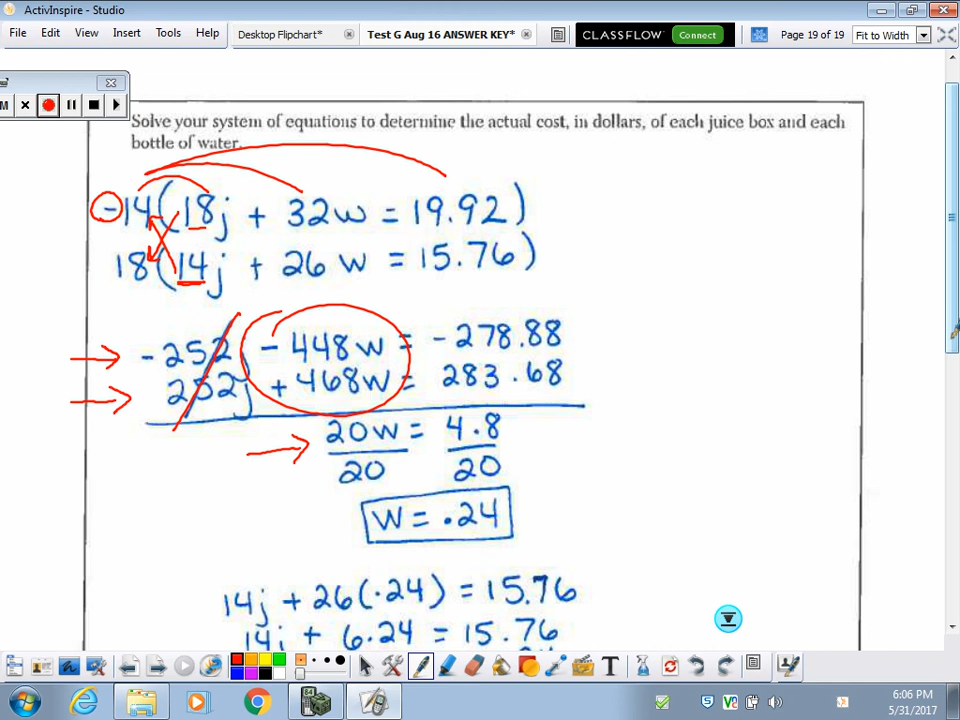 ActivInspire - Studio
File Edit View Insert Tools Help Desktop Flipchart* Test G Aug 16 ANSWER KEY* CLASSFLOW Connect Page 19 of 19 Fit to Width
M
Solve your system of equations to determine the actual cost, in dollars, of each juice box and each
bottle of water.
-14(18j + 32w = 19.92)
18(14j + 26w = 15.76)
-252j - 448w = -278.88
252j + 468w = 283.68
20w = 4.8
20 20
w = .24
14j + 26(.24) = 15.76
14j + 6.24 = 15.76
T
6:06 PM
5/31/2017